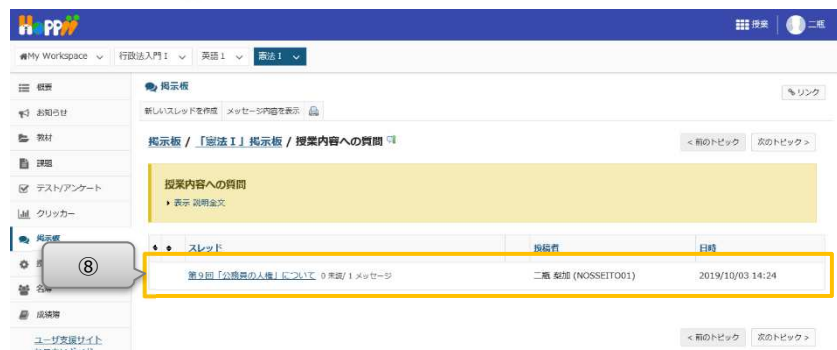 HoPPii
授業 二瓶
My Workspace 行政法入門 I 英語 1 憲法 I
概要
お知らせ
教材
課題
テスト/アンケート
クリッカー
掲示板
名簿
成績簿
ユーザ支援サイト
掲示板
リンク
新しいスレッドを作成 メッセージ内容を表示
掲示板 / 「憲法 I」掲示板 / 授業内容への質問
< 前のトピック 次のトピック >
授業内容への質問
表示 説明全文
スレッド 投稿者 日時
⑧
第9回「公務員の人権」について 0 未読/ 1 メッセージ 二瓶 梨加 (NOSSEITO01) 2019/10/03 14:24
< 前のトピック 次のトピック >